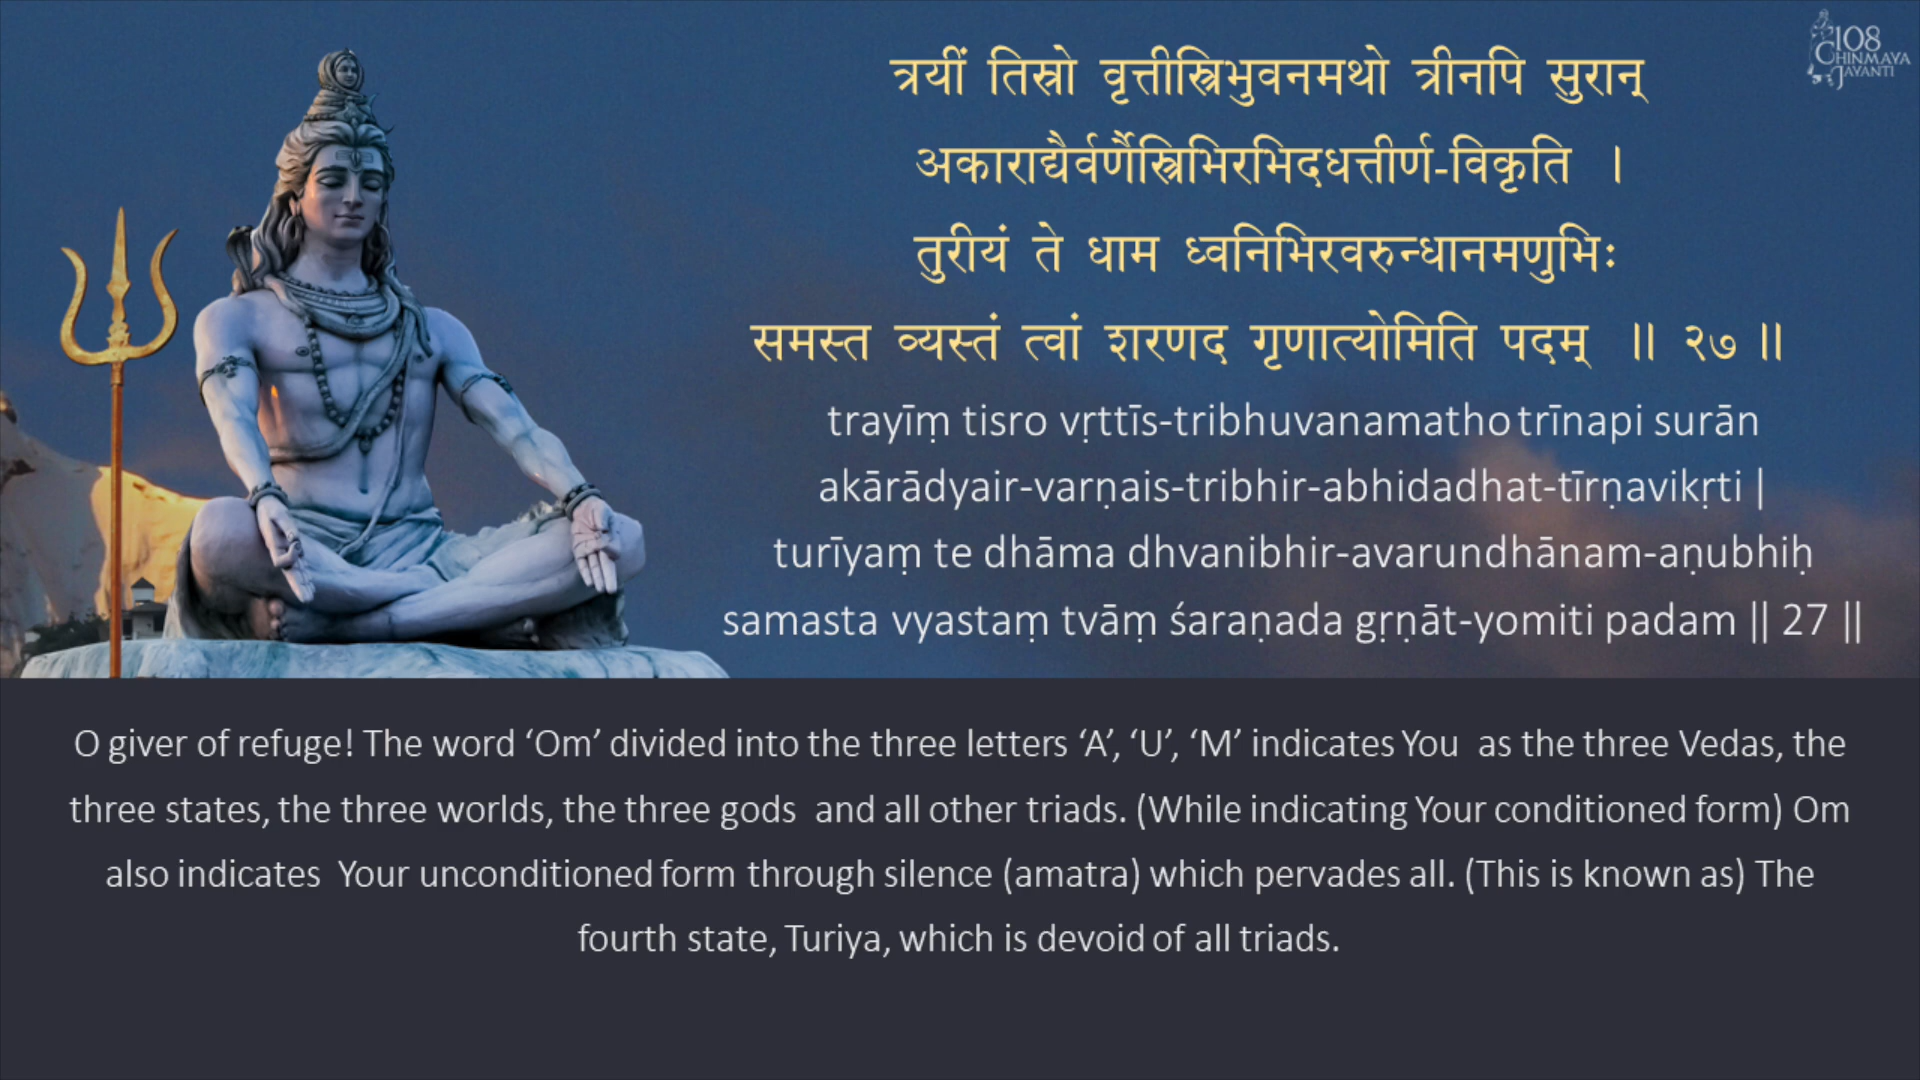 108
CHINMAYA
JAYANTI
त्रयीं तिस्रो वृत्तीस्त्रिभुवनमथो त्रीनपि सुरान्
अकाराद्यैर्वर्णैस्त्रिभिरभिदधत्तीर्ण-विकृति ।
तुरीयं ते धाम ध्वनिभिरवरुन्धानमणुभिः
समस्त व्यस्तं त्वां शरणद गृणात्योमिति पदम् ॥ २७ ॥
trayīṃ tisro vṛttīs-tribhuvanamatho trīnapi surān
akārādyair-varṇais-tribhir-abhidadhat-tīrṇavikṛti |
turīyaṃ te dhāma dhvanibhir-avarundhānam-aṇubhiḥ
samasta vyastaṃ tvāṃ śaraṇada gṛṇāt-yomiti padam || 27 ||
O giver of refuge! The word ‘Om’ divided into the three letters ‘A’, ‘U’, ‘M’ indicates You as the three Vedas, the
three states, the three worlds, the three gods and all other triads. (While indicating Your conditioned form) Om
also indicates Your unconditioned form through silence (amatra) which pervades all. (This is known as) The
fourth state, Turiya, which is devoid of all triads.